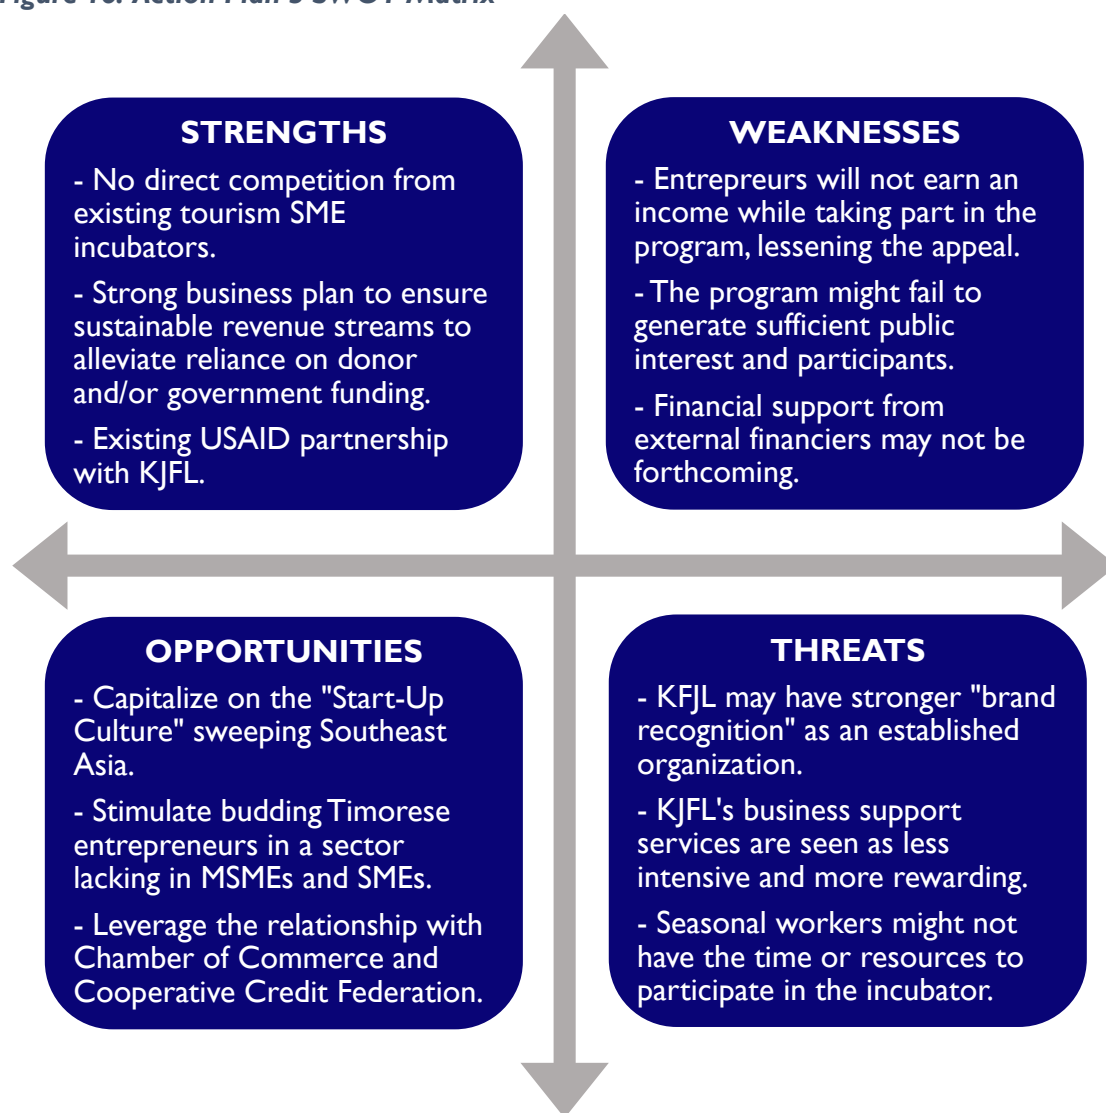 STRENGTHS
- No direct competition from
existing tourism SME
incubators.
- Strong business plan to ensure
sustainable revenue streams to
alleviate reliance on donor
and/or government funding.
- Existing USAID partnership
with KJFL.
WEAKNESSES
- Entrepreurs will not earn an
income while taking part in the
program, lessening the appeal.
- The program might fail to
generate sufficient public
interest and participants.
- Financial support from
external financiers may not be
forthcoming.
OPPORTUNITIES
- Capitalize on the "Start-Up
Culture" sweeping Southeast
Asia.
- Stimulate budding Timorese
entrepreneurs in a sector
lacking in MSMEs and SMEs.
- Leverage the relationship with
Chamber of Commerce and
Cooperative Credit Federation.
THREATS
- KFJL may have stronger "brand
recognition" as an established
organization.
- KJFL's business support
services are seen as less
intensive and more rewarding.
- Seasonal workers might not
have the time or resources to
participate in the incubator.